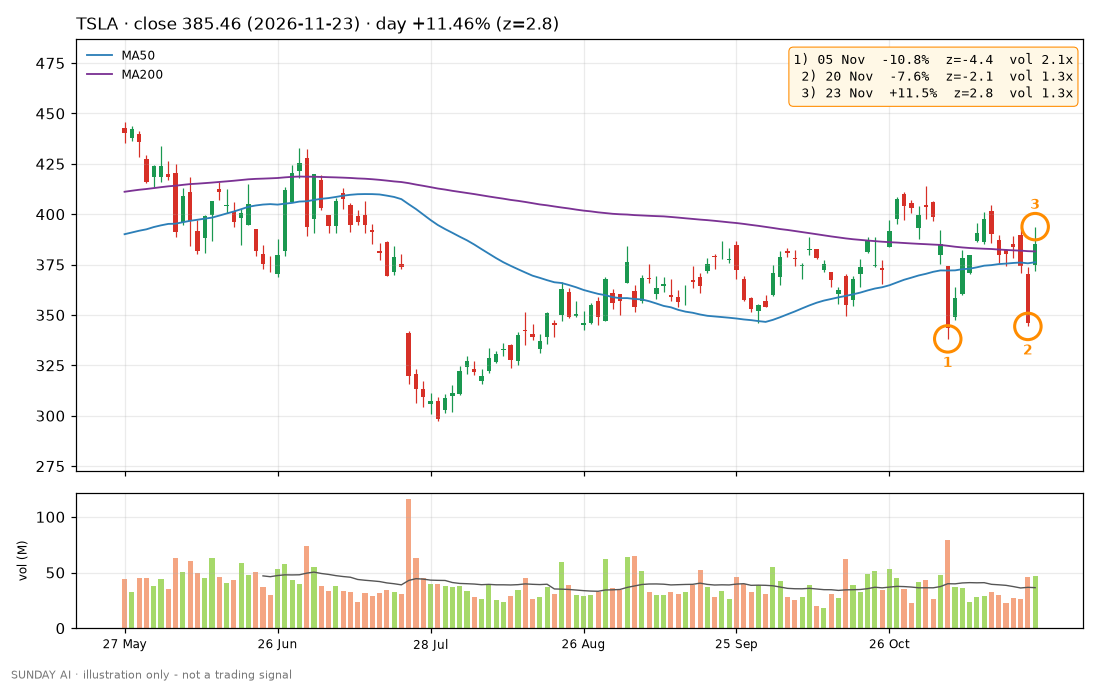 TSLA · close 385.46 (2026-11-23) · day +11.46% (z=2.8)
MA50
MA200
1) 05 Nov -10.8% z=-4.4 vol 2.1x
2) 20 Nov -7.6% z=-2.1 vol 1.3x
3) 23 Nov +11.5% z=2.8 vol 1.3x
475
450
425
400
375
350
325
300
275
3
1
2
vol (M)
100
50
0
27 May
26 Jun
28 Jul
26 Aug
25 Sep
26 Oct
SUNDAY AI · illustration only - not a trading signal